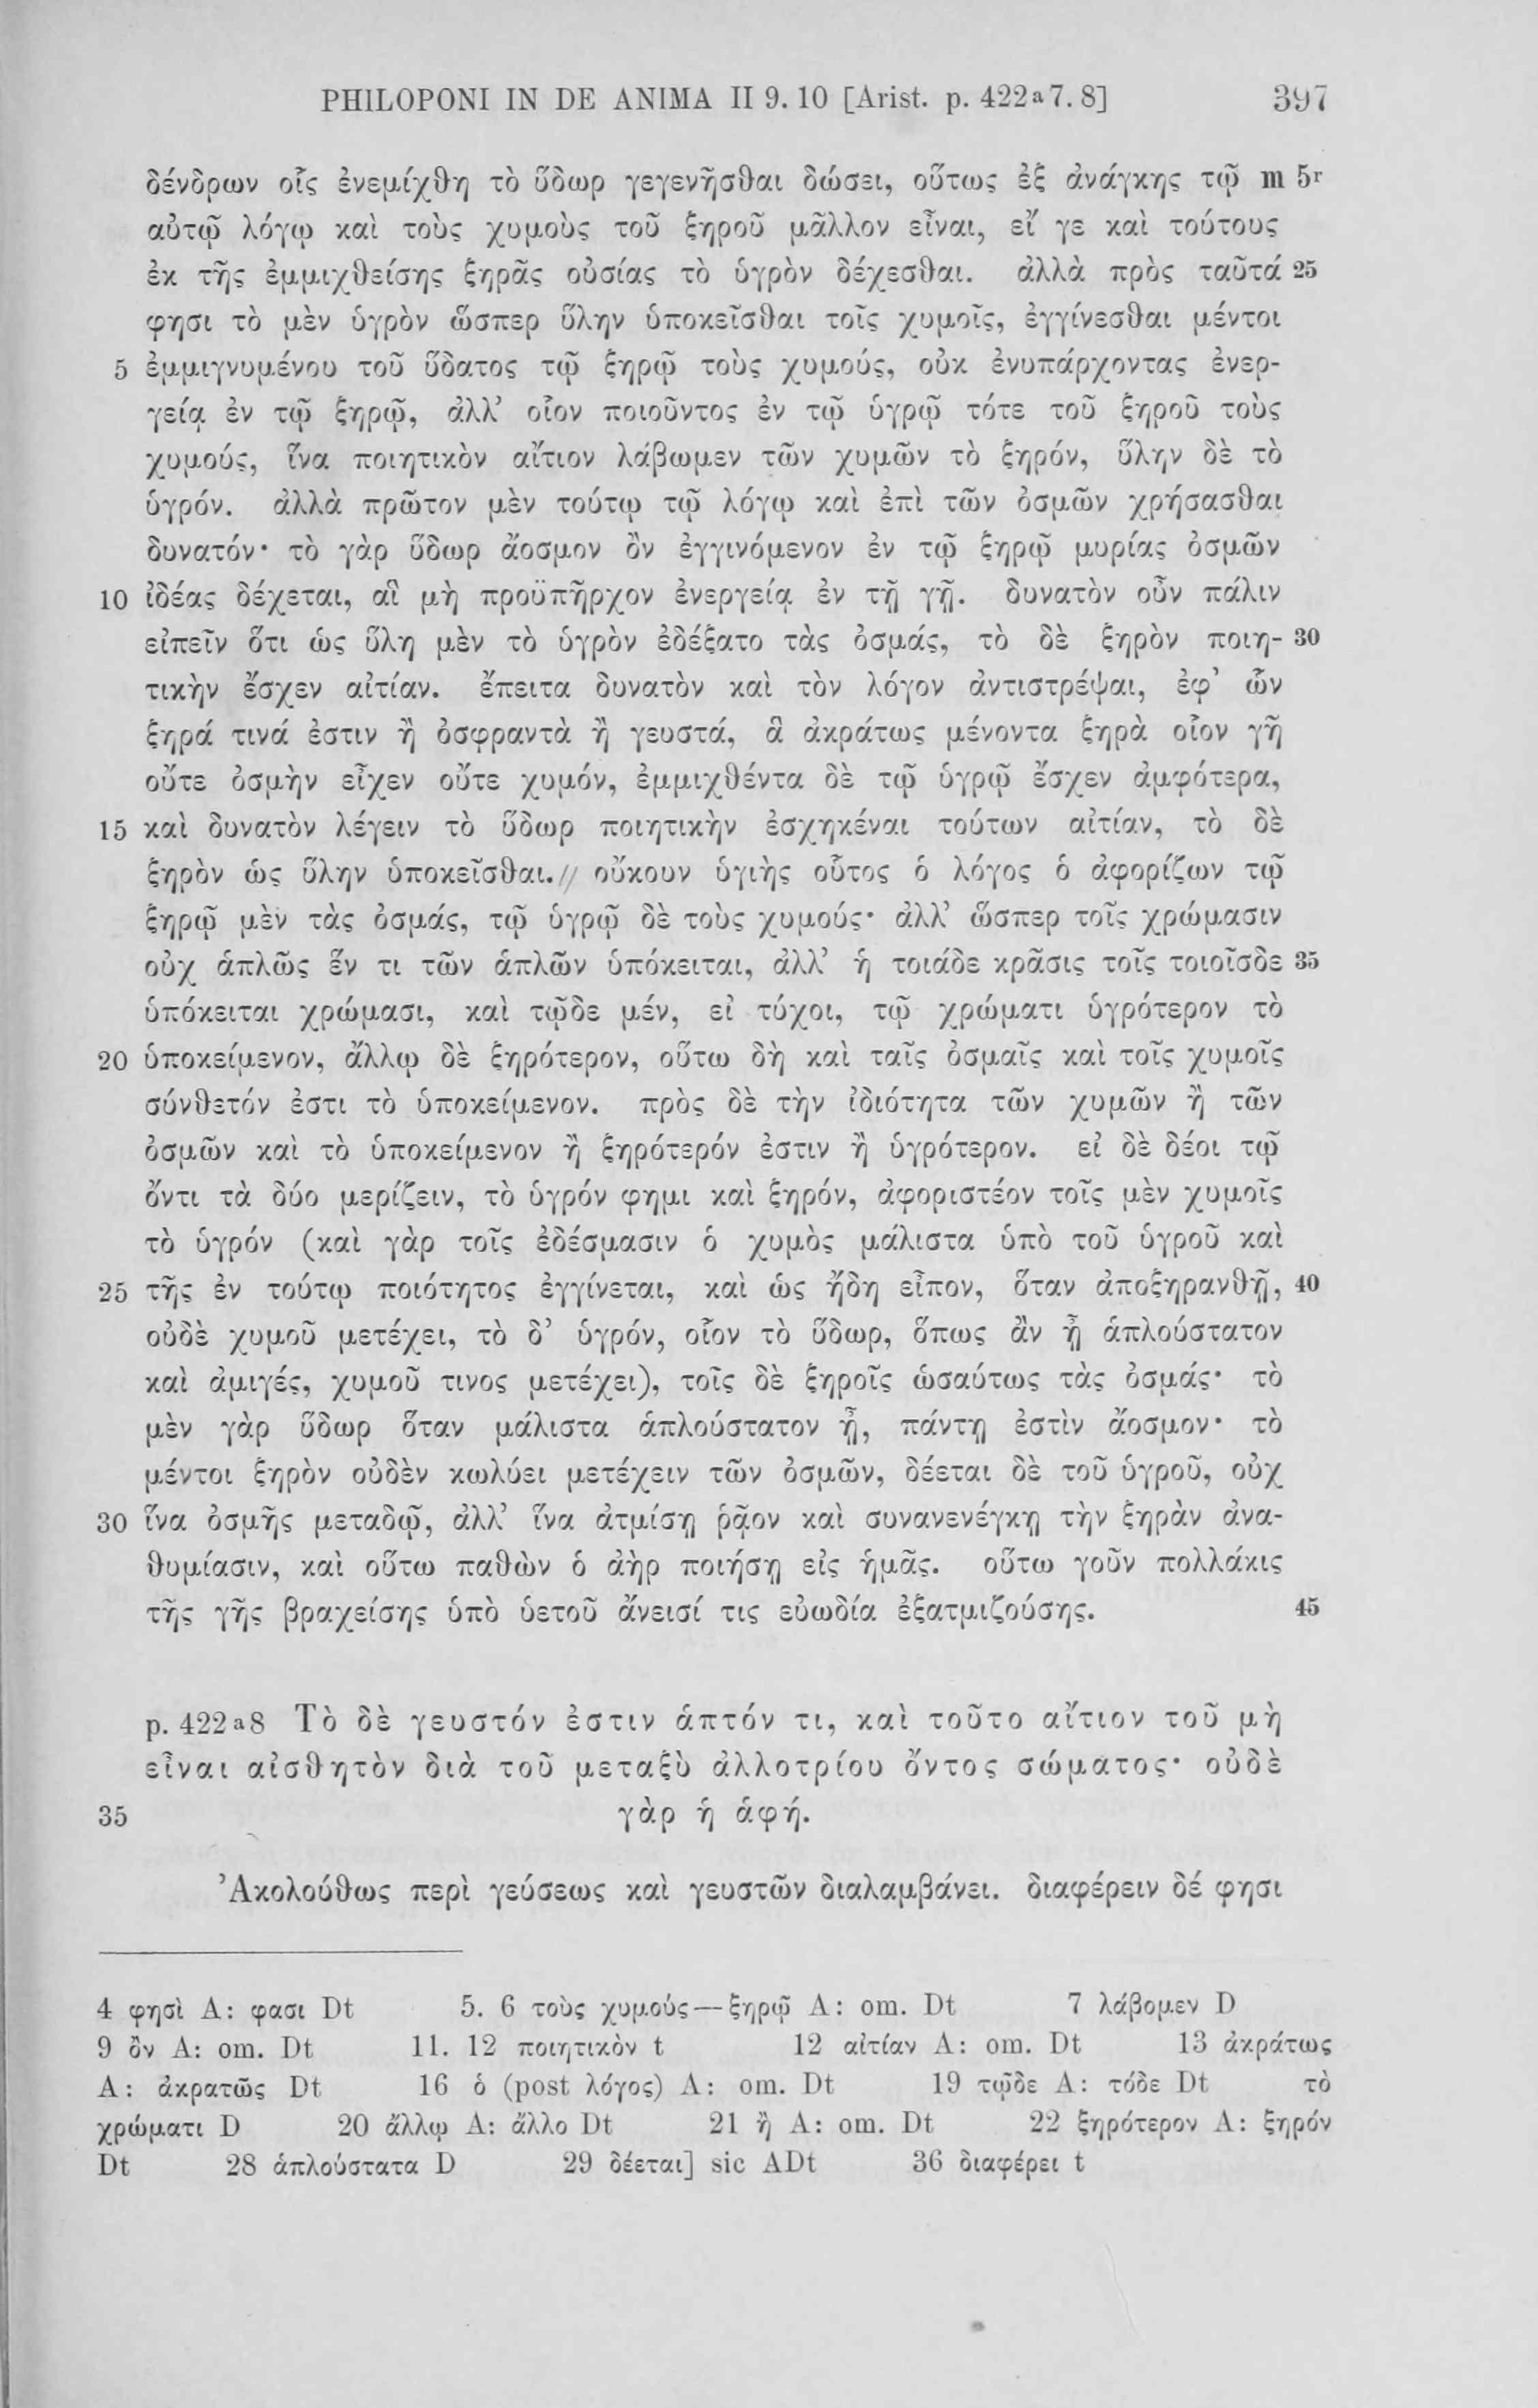 PHILOPONI IN DE ANIMA II 9. 10 [Arist. p. 422ᵃ7. 8] 397
δένδρων οἷς ἐνεμίχθη τὸ ὕδωρ γεγενῆσθαι δώσει, οὕτως ἐξ ἀνάγκης τῷ m 5ʳ
αὐτῷ λόγῳ καὶ τοὺς χυμοὺς τοῦ ξηροῦ μᾶλλον εἶναι, εἴ γε καὶ τούτους
ἐκ τῆς ἐμμιχθείσης ξηρᾶς οὐσίας τὸ ὑγρὸν δέχεσθαι. ἀλλὰ πρὸς ταῦτά 25
φησι τὸ μὲν ὑγρὸν ὥσπερ ὕλην ὑποκεῖσθαι τοῖς χυμοῖς, ἐγγίνεσθαι μέντοι
5 ἐμμιγνυμένου τοῦ ὕδατος τῷ ξηρῷ τοὺς χυμούς, οὐκ ἐνυπάρχοντας ἐνερ-
γείᾳ ἐν τῷ ξηρῷ, ἀλλ’ οἷον ποιοῦντος ἐν τῷ ὑγρῷ τότε τοῦ ξηροῦ τοὺς
χυμούς, ἵνα ποιητικὸν αἴτιον λάβωμεν τῶν χυμῶν τὸ ξηρόν, ὕλην δὲ τὸ
ὑγρόν. ἀλλὰ πρῶτον μὲν τούτῳ τῷ λόγῳ καὶ ἐπὶ τῶν ὀσμῶν χρήσασθαι
δυνατόν· τὸ γὰρ ὕδωρ ἄοσμον ὂν ἐγγινόμενον ἐν τῷ ξηρῷ μυρίας ὀσμῶν
10 ἰδέας δέχεται, αἳ μὴ προϋπῆρχον ἐνεργείᾳ ἐν τῇ γῇ. δυνατὸν οὖν πάλιν
εἰπεῖν ὅτι ὡς ὕλη μὲν τὸ ὑγρὸν ἐδέξατο τὰς ὀσμάς, τὸ δὲ ξηρὸν ποιη- 30
τικὴν ἔσχεν αἰτίαν. ἔπειτα δυνατὸν καὶ τὸν λόγον ἀντιστρέψαι, ἐφ’ ὧν
ξηρά τινά ἐστιν ἢ ὀσφραντὰ ἢ γευστά, ἃ ἀκράτως μένοντα ξηρὰ οἷον γῆ
οὔτε ὀσμὴν εἶχεν οὔτε χυμόν, ἐμμιχθέντα δὲ τῷ ὑγρῷ ἔσχεν ἀμφότερα,
15 καὶ δυνατὸν λέγειν τὸ ὕδωρ ποιητικὴν ἐσχηκέναι τούτων αἰτίαν, τὸ δὲ
ξηρὸν ὡς ὕλην ὑποκεῖσθαι.// οὔκουν ὑγιὴς οὗτος ὁ λόγος ὁ ἀφορίζων τῷ
ξηρῷ μὲν τὰς ὀσμάς, τῷ ὑγρῷ δὲ τοὺς χυμούς· ἀλλ’ ὥσπερ τοῖς χρώμασιν
οὐχ ἁπλῶς ἕν τι τῶν ἁπλῶν ὑπόκειται, ἀλλ’ ἡ τοιάδε κρᾶσις τοῖς τοιοῖσδε 35
ὑπόκειται χρώμασι, καὶ τῷδε μέν, εἰ τύχοι, τῷ χρώματι ὑγρότερον τὸ
20 ὑποκείμενον, ἄλλῳ δὲ ξηρότερον, οὕτω δὴ καὶ ταῖς ὀσμαῖς καὶ τοῖς χυμοῖς
σύνθετόν ἐστι τὸ ὑποκείμενον. πρὸς δὲ τὴν ἰδιότητα τῶν χυμῶν ἢ τῶν
ὀσμῶν καὶ τὸ ὑποκείμενον ἢ ξηρότερόν ἐστιν ἢ ὑγρότερον. εἰ δὲ δέοι τῷ
ὄντι τὰ δύο μερίζειν, τὸ ὑγρόν φημι καὶ ξηρόν, ἀφοριστέον τοῖς μὲν χυμοῖς
τὸ ὑγρόν (καὶ γὰρ τοῖς ἐδέσμασιν ὁ χυμὸς μάλιστα ὑπὸ τοῦ ὑγροῦ καὶ
25 τῆς ἐν τούτῳ ποιότητος ἐγγίνεται, καὶ ὡς ἤδη εἶπον, ὅταν ἀποξηρανθῇ, 40
οὐδὲ χυμοῦ μετέχει, τὸ δ’ ὑγρόν, οἷον τὸ ὕδωρ, ὅπως ἂν ᾖ ἁπλούστατον
καὶ ἀμιγές, χυμοῦ τινος μετέχει), τοῖς δὲ ξηροῖς ὡσαύτως τὰς ὀσμάς· τὸ
μὲν γὰρ ὕδωρ ὅταν μάλιστα ἁπλούστατον ᾖ, πάντῃ ἐστὶν ἄοσμον· τὸ
μέντοι ξηρὸν οὐδὲν κωλύει μετέχειν τῶν ὀσμῶν, δέεται δὲ τοῦ ὑγροῦ, οὐχ
30 ἵνα ὀσμῆς μεταδῷ, ἀλλ’ ἵνα ἀτμίσῃ ῥᾷον καὶ συνανενέγκῃ τὴν ξηρὰν ἀνα-
θυμίασιν, καὶ οὕτω παθὼν ὁ ἀὴρ ποιήσῃ εἰς ἡμᾶς. οὕτω γοῦν πολλάκις
τῆς γῆς βραχείσης ὑπὸ ὑετοῦ ἄνεισί τις εὐωδία ἐξατμιζούσης. 45
p. 422ᵃ8 Τὸ δὲ γευστόν ἐστιν ἁπτόν τι, καὶ τοῦτο αἴτιον τοῦ μὴ
εἶναι αἰσθητὸν διὰ τοῦ μεταξὺ ἀλλοτρίου ὄντος σώματος· οὐδὲ
35 γὰρ ἡ ἁφή.
Ἀκολούθως περὶ γεύσεως καὶ γευστῶν διαλαμβάνει. διαφέρειν δέ φησι
4 φησὶ A: φασι Dt 5. 6 τοὺς χυμούς—ξηρῷ A: om. Dt 7 λάβομεν D
9 ὂν A: om. Dt 11. 12 ποιητικὸν t 12 αἰτίαν A: om. Dt 13 ἀκράτως
A: ἀκρατῶς Dt 16 ὁ (post λόγος) A: om. Dt 19 τῷδε A: τόδε Dt τὸ
χρώματι D 20 ἄλλῳ A: ἄλλο Dt 21 ἢ A: om. Dt 22 ξηρότερον A: ξηρόν
Dt 28 ἁπλούστατα D 29 δέεται] sic ADt 36 διαφέρει t